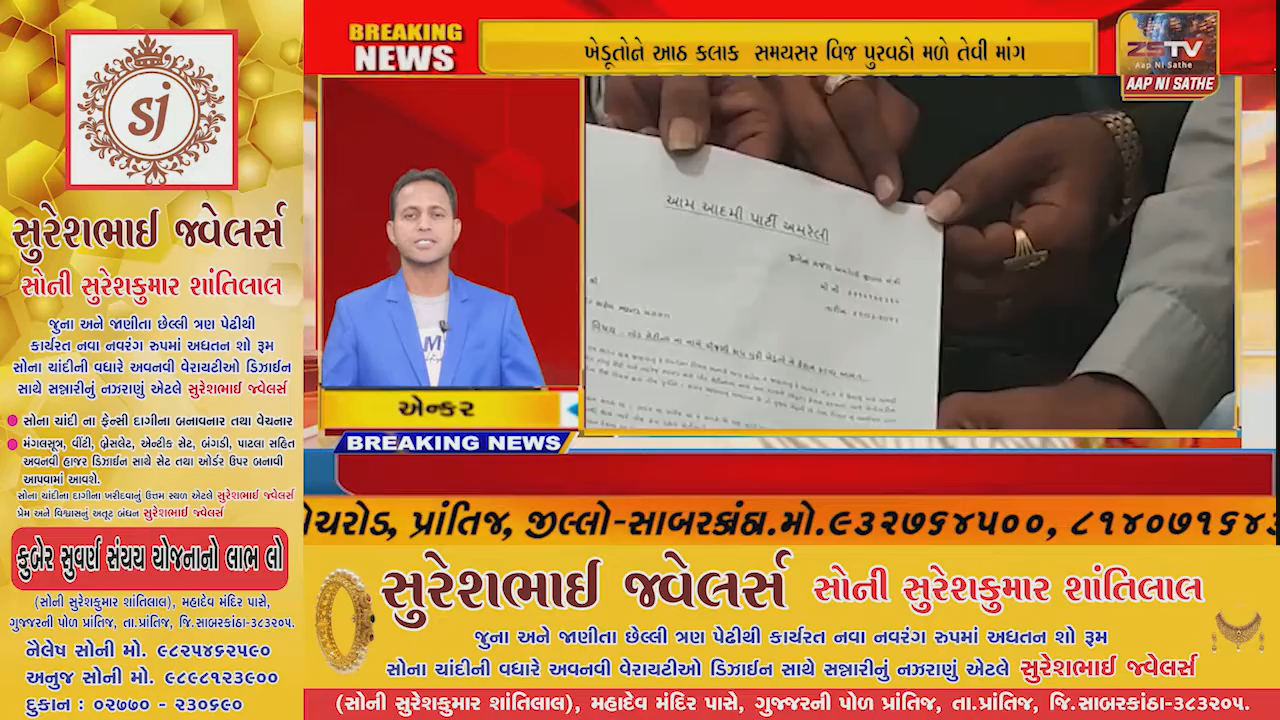 sj
સુરેશભાઈ જ્વેલર્સ
સોની સુરેશકુમાર શાંતિલાલ
જુના અને જાણીતા છેલ્લી ત્રણ પેઢીથી
કાર્યરત નવા નવરંગ રુપમાં અધતન શો રૂમ
સોના ચાંદીની વધારે અવનવી વેરાયટીઓ ડિઝાઈન
સાથે સન્નારીનું નઝરાણું એટલે સુરેશભાઈ જ્વેલર્સ
સોના ચાંદી ના ફેન્સી દાગીના બનાવનાર તથા વેચનાર
મંગલસૂત્ર, વીંટી, બ્રેસલેટ, એન્ટીક સેટ, બંગડી, પાટલા સહિત
અવનવી હાજર ડિઝાઈન સાથે સેટ તથા ઓર્ડર ઉપર બનાવી
આપવામાં આવશે.
સોના ચાંદીના દાગીના ખરીદવાનું ઉત્તમ સ્થળ એટલે સુરેશભાઈ જ્વેલર્સ
પ્રેમ અને વિશ્વાસનું અતૂટ બંધન સુરેશભાઈ જ્વેલર્સ
કુબેર સુવર્ણ સંચય યોજનાનો લાભ લો
(સોની સુરેશકુમાર શાંતિલાલ), મહાદેવ મંદિર પાસે,
ગુજ્જરની પોળ પ્રાંતિજ, તા.પ્રાંતિજ, જિ.સાબરકાંઠા-૩૮૩૨૦૫.
નૈલેષ સોની મો. ૯૮૨૫૪૬૨૫૯૦
અનુજ સોની મો. ૯૮૯૮૧૨૩૯૦૦
દુકાન : ૦૨૭૭૦ - ૨૩૦૬૯૦
BREAKING
NEWS
ખેડૂતોને આઠ કલાક સમયસર વિજ પુરવઠો મળે તેવી માંગ
ZSTV
Aap Ni Sathe
AAP NI SATHE
આમ આદમી પાર્ટી અમરેલી
એન્કર
BREAKING NEWS
ચરોડ, પ્રાંતિજ, જીલ્લો-સાબરકાંઠા.મો.૯૩૨૭૬૪૫૦૦, ૮૧૪૦૭૧૬૪૩
સુરેશભાઈ જ્વેલર્સ સોની સુરેશકુમાર શાંતિલાલ
જુના અને જાણીતા છેલ્લી ત્રણ પેઢીથી કાર્યરત નવા નવરંગ રુપમાં અધતન શો રૂમ
સોના ચાંદીની વધારે અવનવી વેરાયટીઓ ડિઝાઈન સાથે સન્નારીનું નઝરાણું એટલે સુરેશભાઈ જ્વેલર્સ
(સોની સુરેશકુમાર શાંતિલાલ), મહાદેવ મંદિર પાસે, ગુજ્જરની પોળ પ્રાંતિજ, તા.પ્રાંતિજ, જિ.સાબરકાંઠા-૩૮૩૨૦૫.